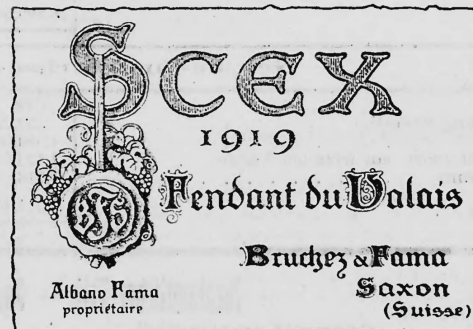 SCEX
1919
Fendant du Valais
Bruchez & Fama
Saxon
(Suisse)
Albano Fama
propriétaire